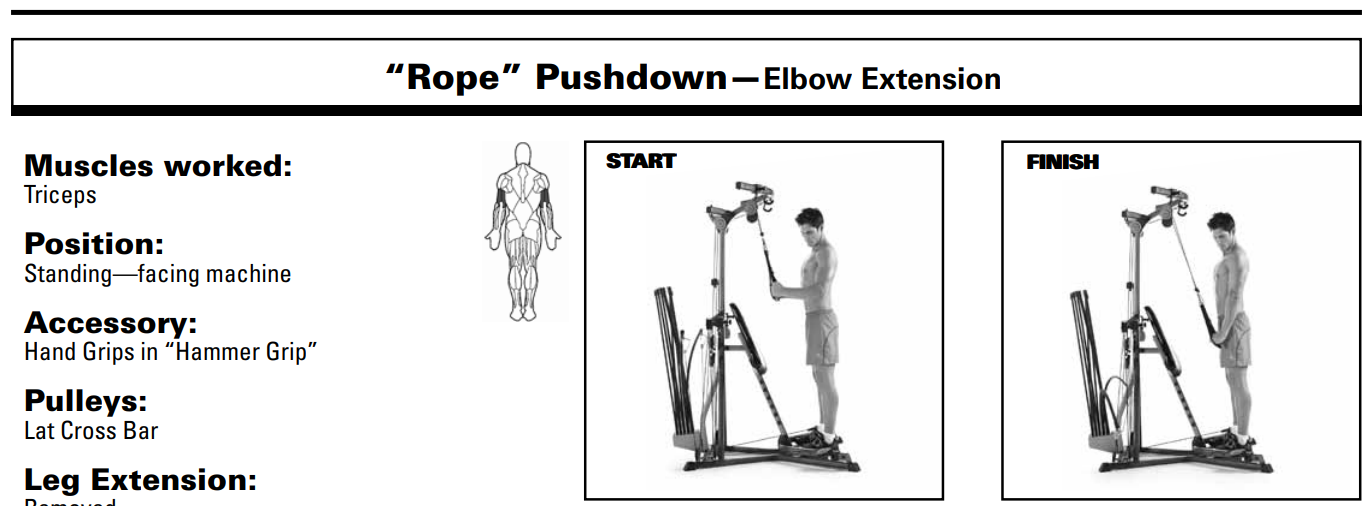 “Rope” Pushdown—Elbow Extension
Muscles worked:
Triceps
Position:
Standing—facing machine
Accessory:
Hand Grips in “Hammer Grip”
Pulleys:
Lat Cross Bar
Leg Extension:
START
FINISH